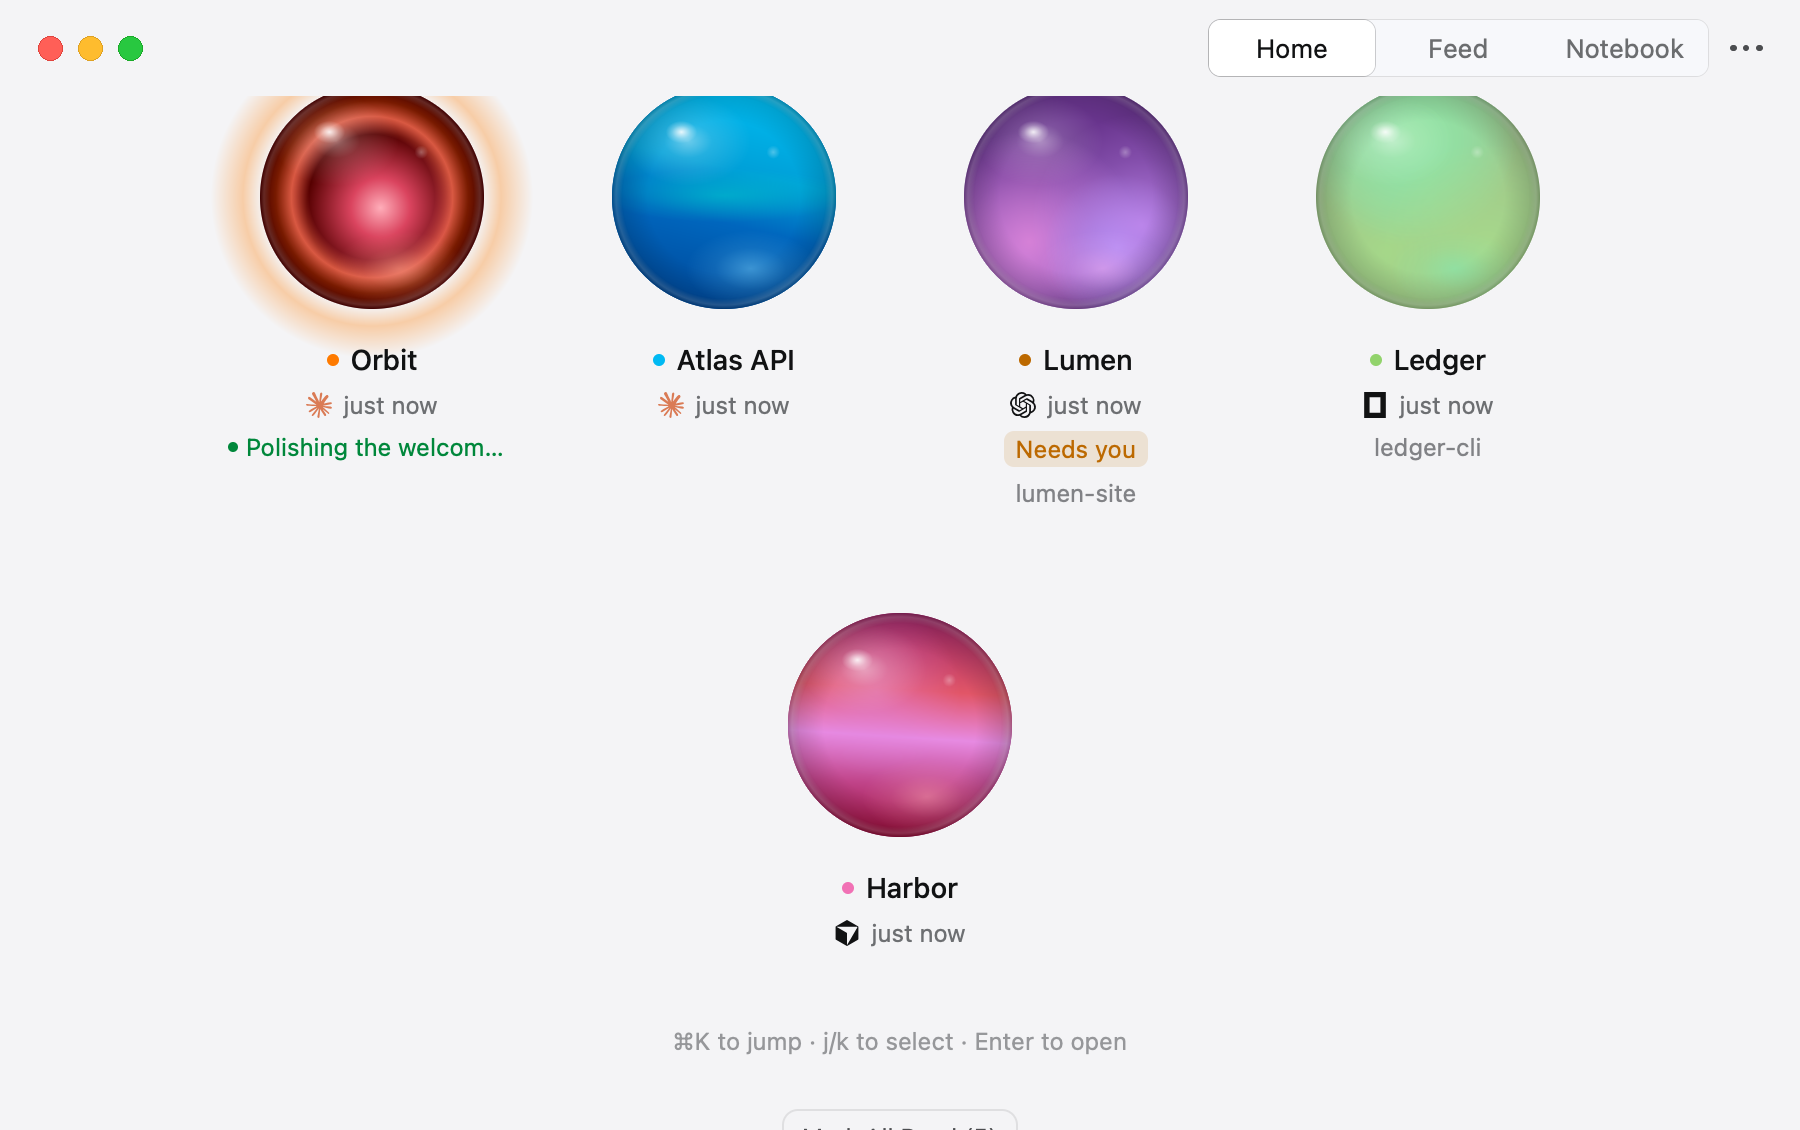 Home Feed Notebook
Orbit
just now
Polishing the welcom...
Atlas API
just now
Lumen
just now
Needs you
lumen-site
Ledger
just now
ledger-cli
Harbor
just now
⌘K to jump · j/k to select · Enter to open